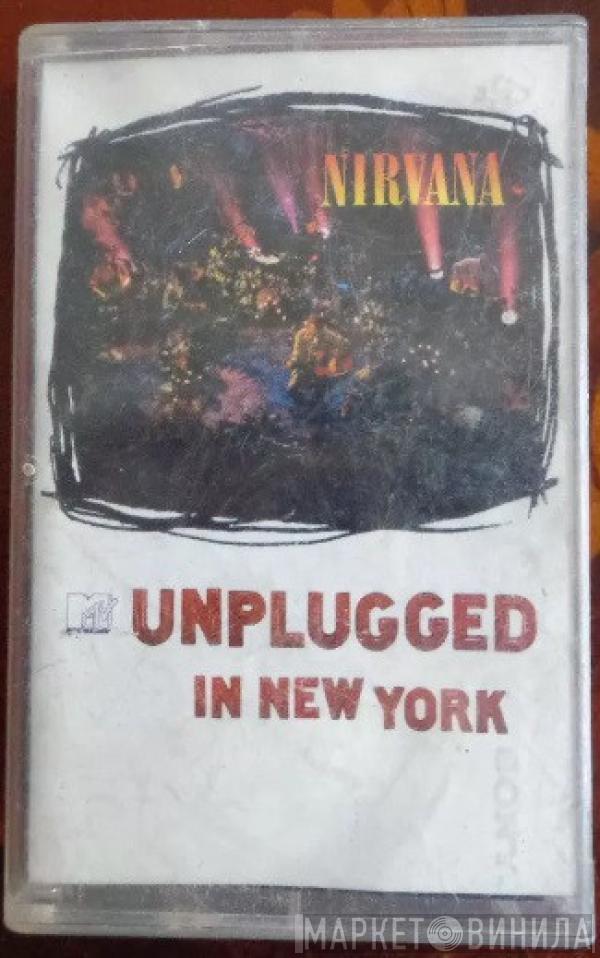 NIRVANA
MTV UNPLUGGED
IN NEW YORK
МАРКЕТ ВИНИЛА